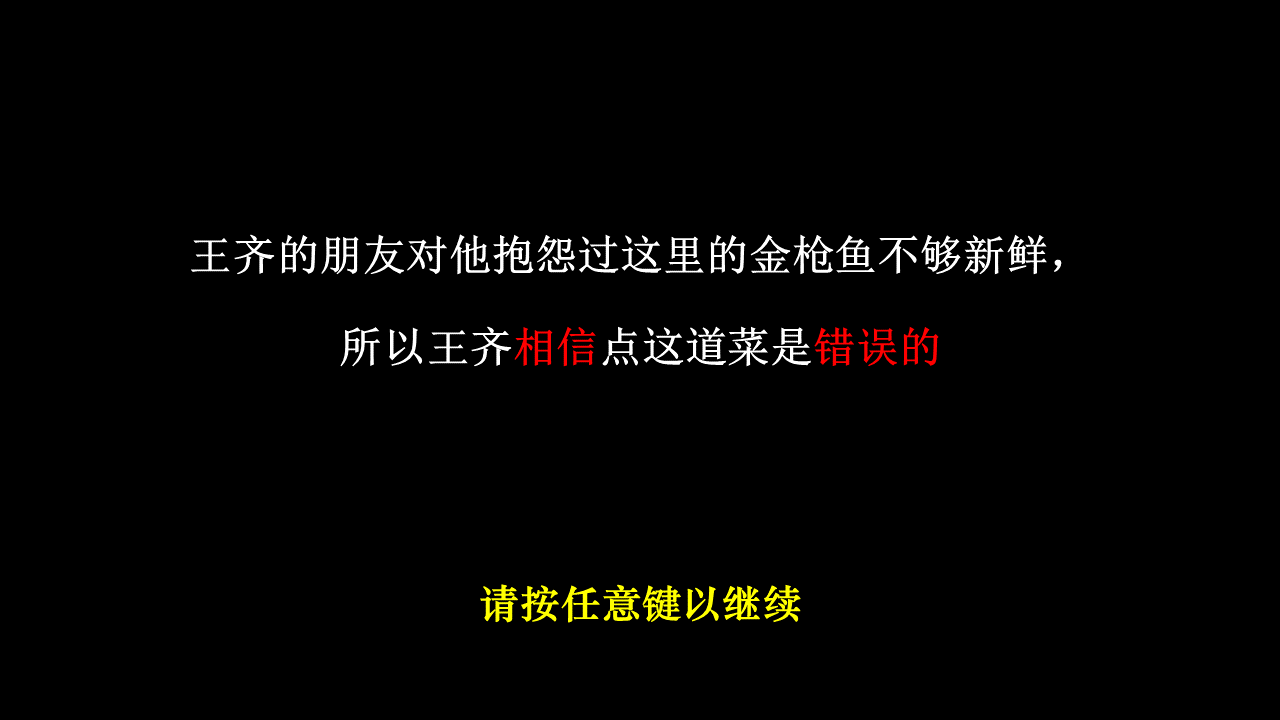 王齐的朋友对他抱怨过这里的金枪鱼不够新鲜，
所以王齐相信点这道菜是错误的
请按任意键以继续